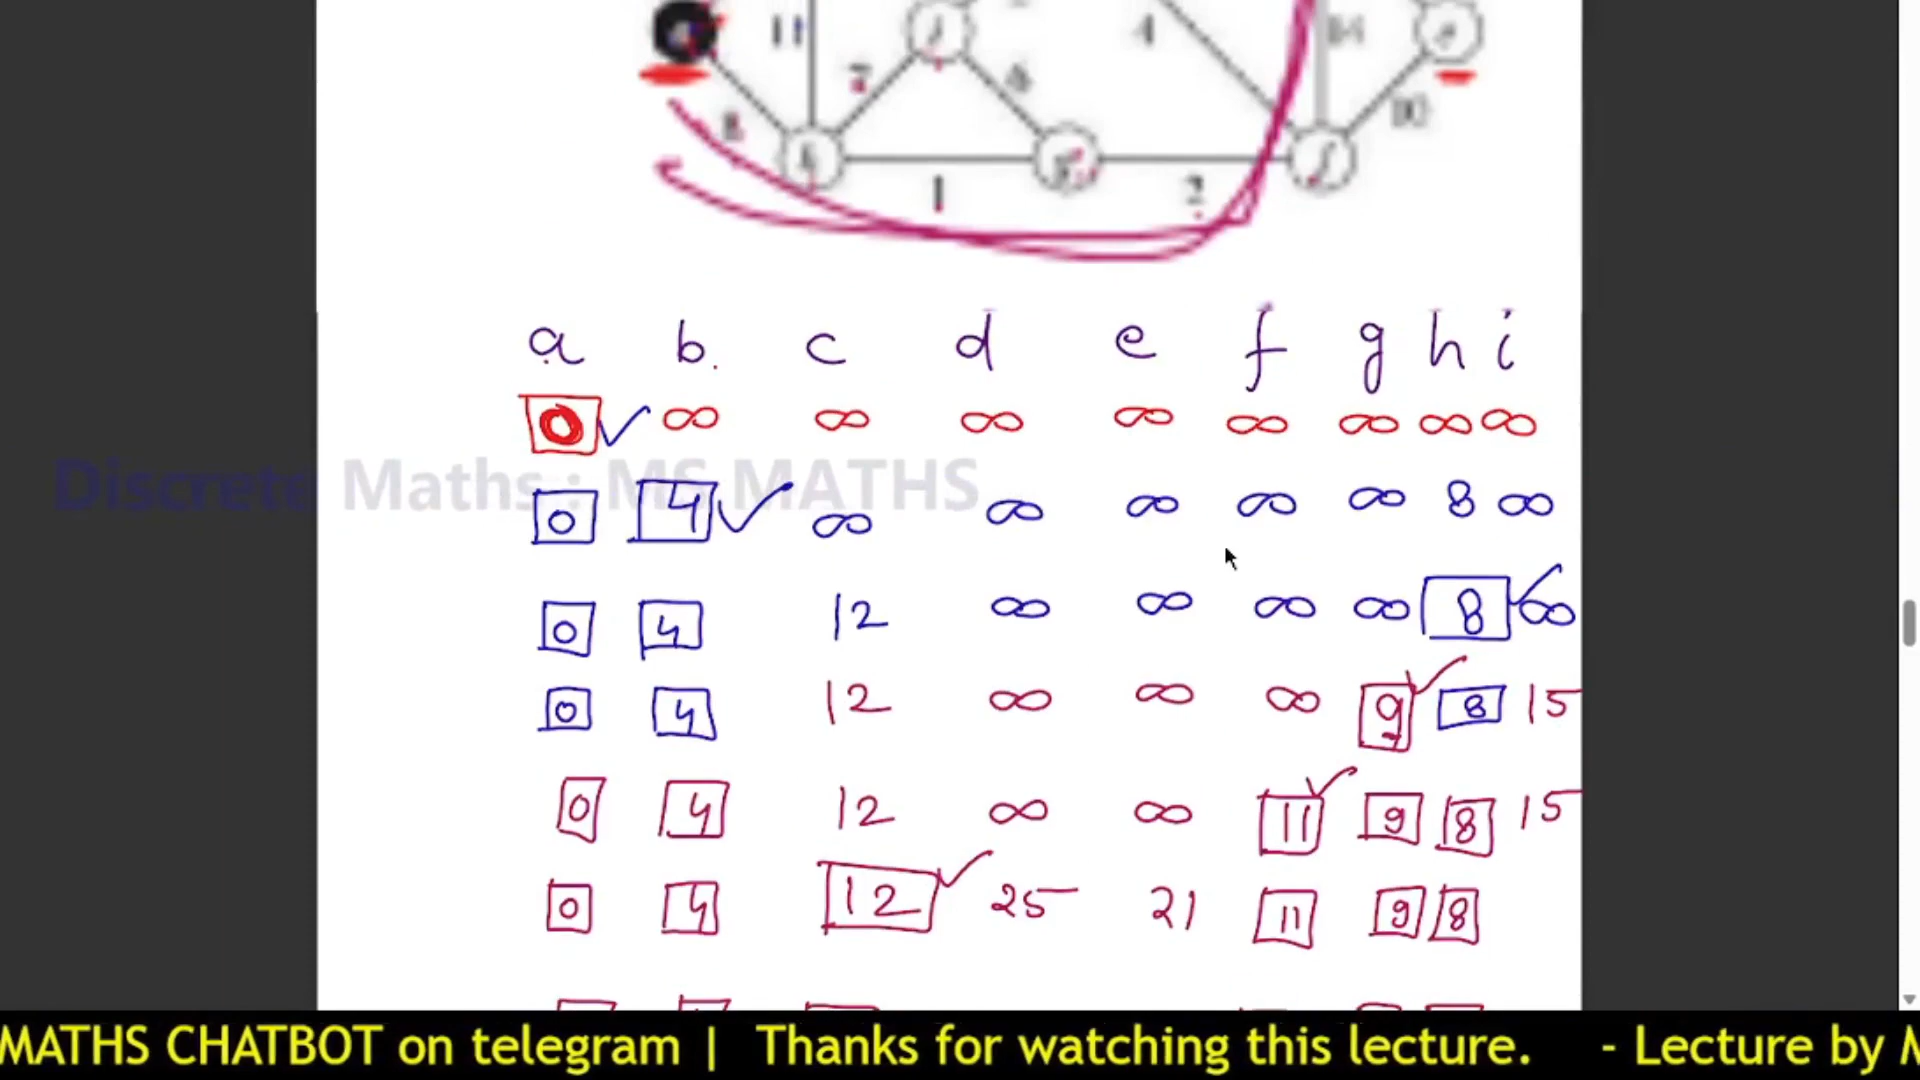 11 7 6 4 14 10
8 h g f
1 2
a b c d e f g h i
0 ✓ ∞ ∞ ∞ ∞ ∞ ∞ ∞ ∞
Discrete Maths : MS MATHS
0 4 ✓ ∞ ∞ ∞ ∞ ∞ 8 ∞
0 4 12 ∞ ∞ ∞ ∞ 8 ✓ ∞
0 4 12 ∞ ∞ ∞ 9 ✓ 8 15
0 4 12 ∞ ∞ 11 ✓ 9 8 15
0 4 12 ✓ 25 21 11 9 8
MATHS CHATBOT on telegram | Thanks for watching this lecture. - Lecture by M